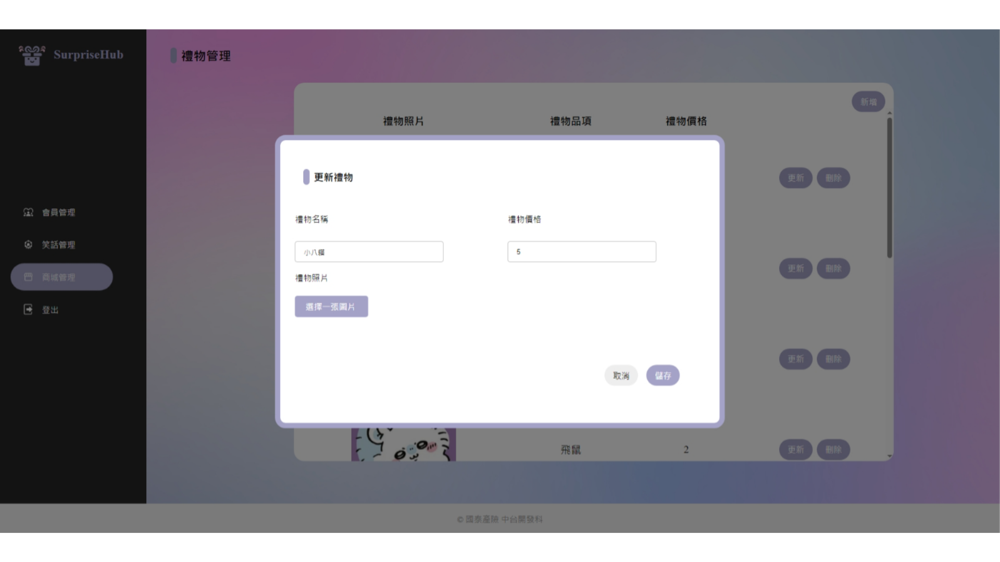 SurpriseHub
會員管理
笑話管理
商城管理
登出
禮物管理
新增
禮物照片 禮物品項 禮物價格
更新 刪除
更新 刪除
更新 刪除
飛鼠 2 更新 刪除
更新禮物
禮物名稱 禮物價格
小八貓 5
禮物照片
選擇一張圖片
取消 儲存
© 國泰產險 中台開發科